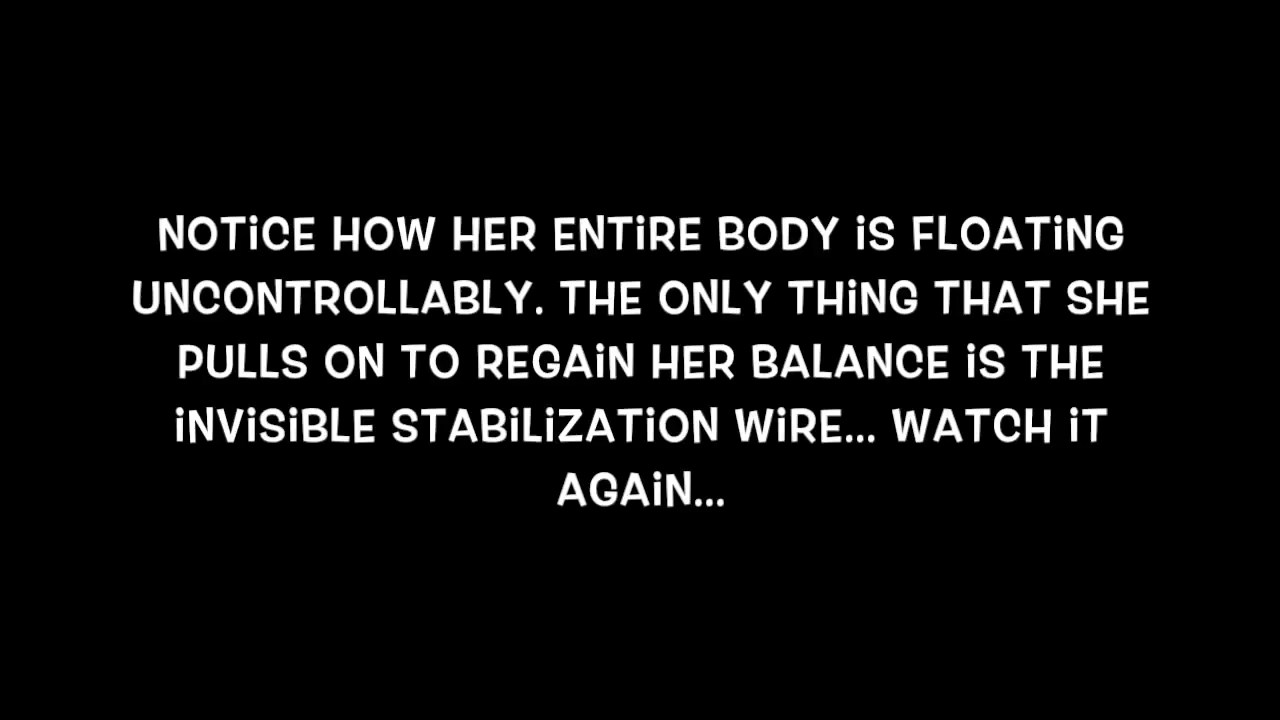 NOTiCE HOW HER ENTiRE BODY iS FLOATiNG
UNCONTROLLABLY. THE ONLY THiNG THAT SHE
PULLS ON TO REGAiN HER BALANCE iS THE
iNViSiBLE STABiLiZATiON WiRE... WATCH iT
AGAiN...